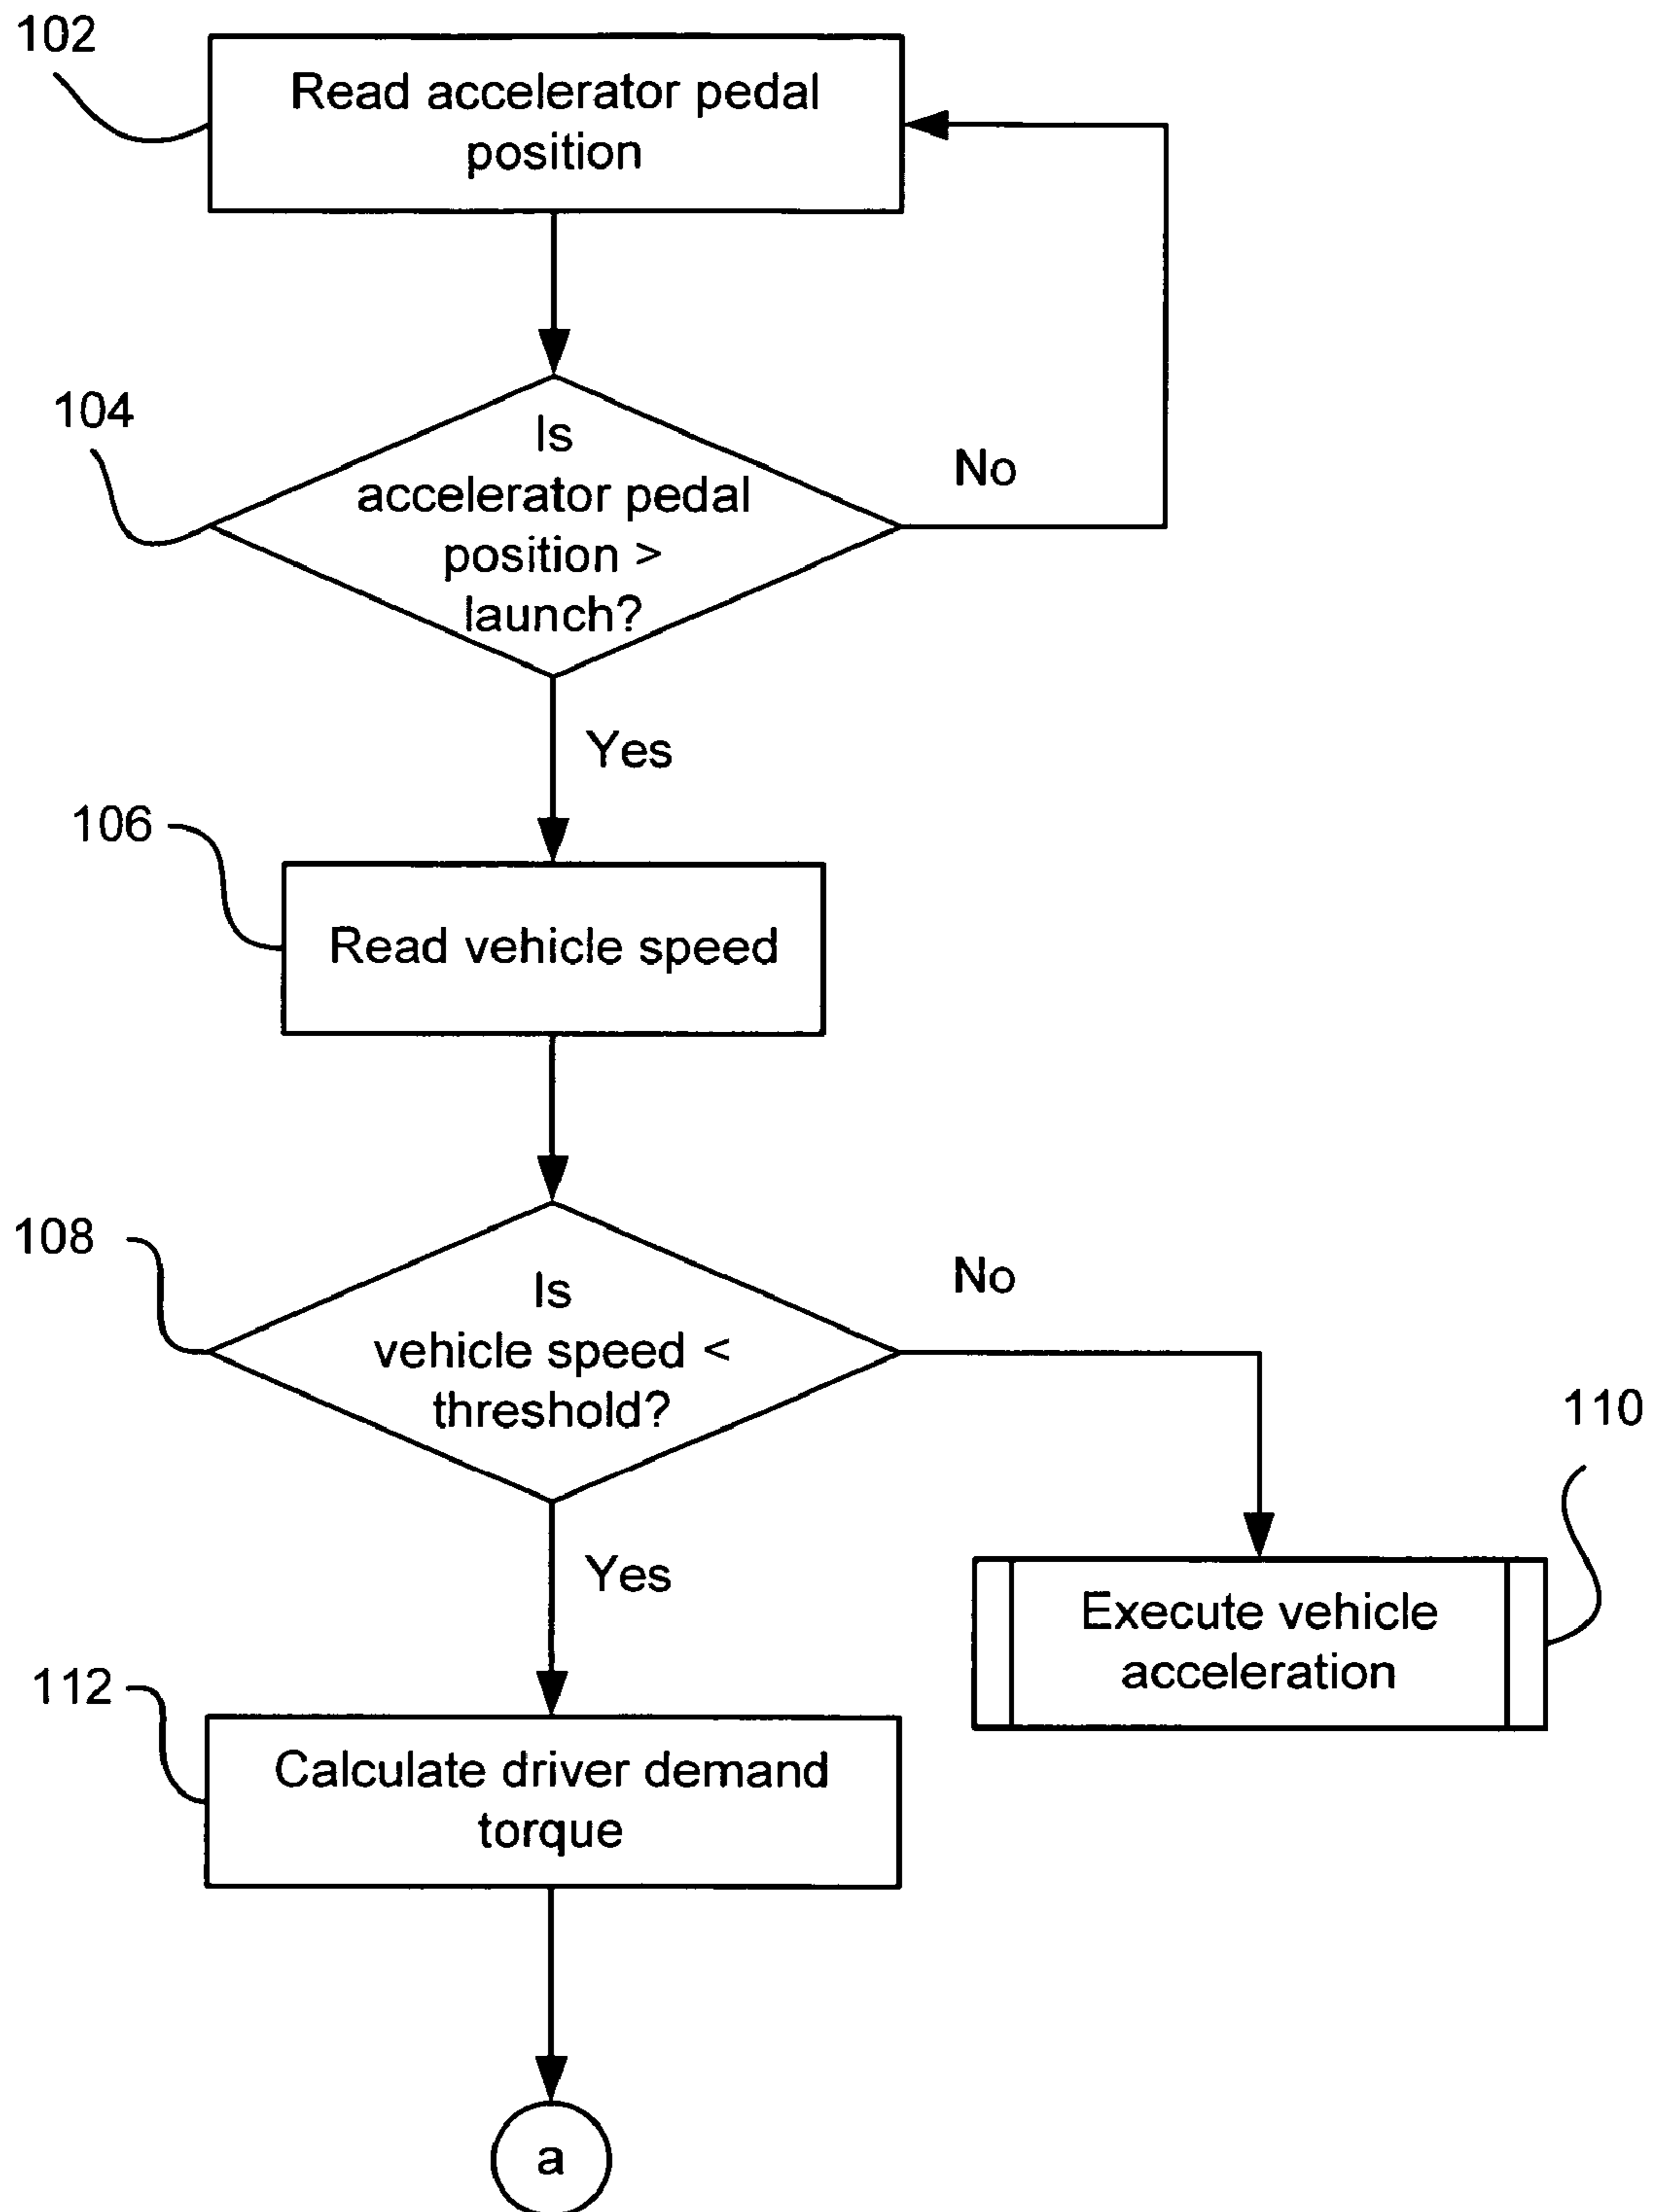 102
Read accelerator pedal
position
104
Is
accelerator pedal
position >
launch?
No
Yes
106
Read vehicle speed
108
Is
vehicle speed <
threshold?
No
110
Yes
Execute vehicle
acceleration
112
Calculate driver demand
torque
a